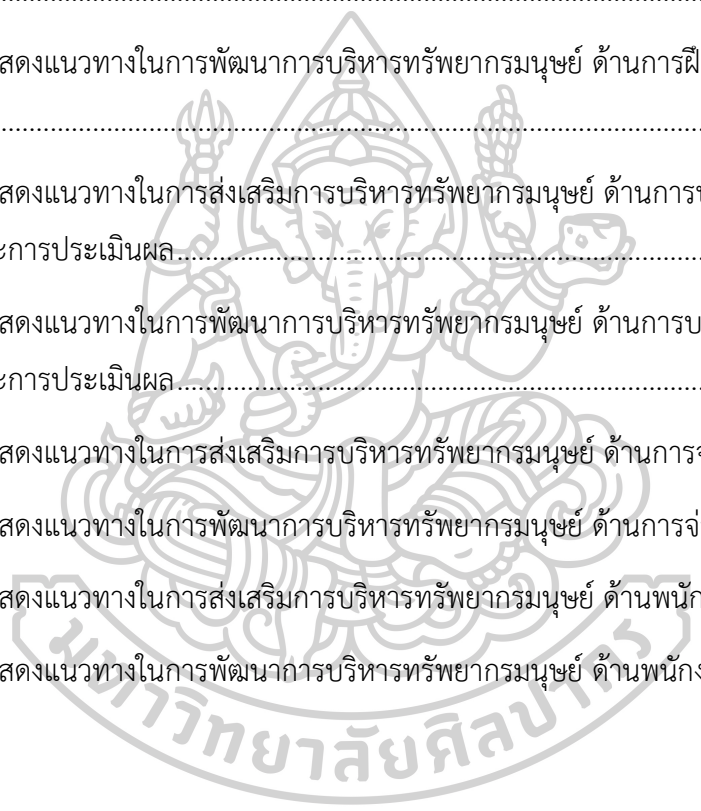 สดงแนวทางในการพัฒนาการบริหารทรัพยากรมนุษย์ ด้านการฝึ
สดงแนวทางในการส่งเสริมการบริหารทรัพยากรมนุษย์ ด้านการบ
ะการประเมินผล
สดงแนวทางในการพัฒนาการบริหารทรัพยากรมนุษย์ ด้านการบ
ะการประเมินผล
สดงแนวทางในการส่งเสริมการบริหารทรัพยากรมนุษย์ ด้านการจ
สดงแนวทางในการพัฒนาการบริหารทรัพยากรมนุษย์ ด้านการจ่
สดงแนวทางในการส่งเสริมการบริหารทรัพยากรมนุษย์ ด้านพนัก
สดงแนวทางในการพัฒนาการบริหารทรัพยากรมนุษย์ ด้านพนักง
มหาวิทยาลัยศิลปากร